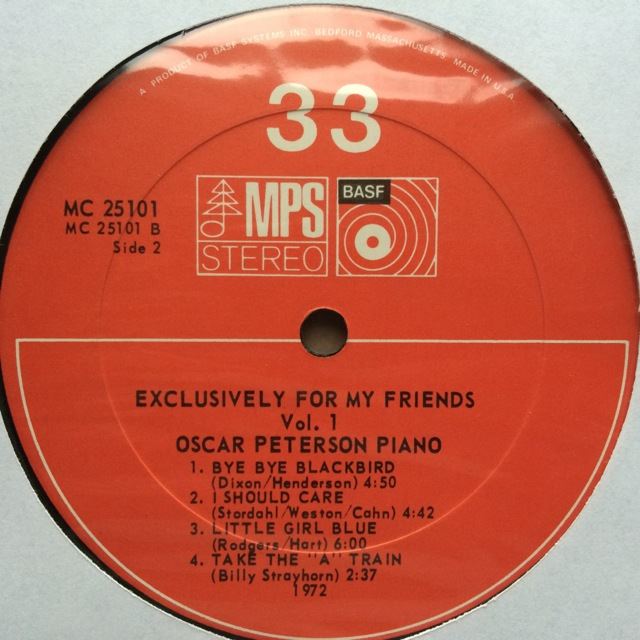 A PRODUCT OF BASF SYSTEMS INC. BEDFORD MASSACHUSETTS MADE IN U.S.A.
33
MPS
STEREO
BASF
MC 25101
MC 25101 B
Side 2
EXCLUSIVELY FOR MY FRIENDS
Vol. 1
OSCAR PETERSON PIANO
1. BYE BYE BLACKBIRD
(Dixon/Henderson) 4:50
2. I SHOULD CARE
(Stordahl/Weston/Cahn) 4:42
3. LITTLE GIRL BLUE
(Rodgers/Hart) 6:00
4. TAKE THE "A" TRAIN
(Billy Strayhorn) 2:37
1972